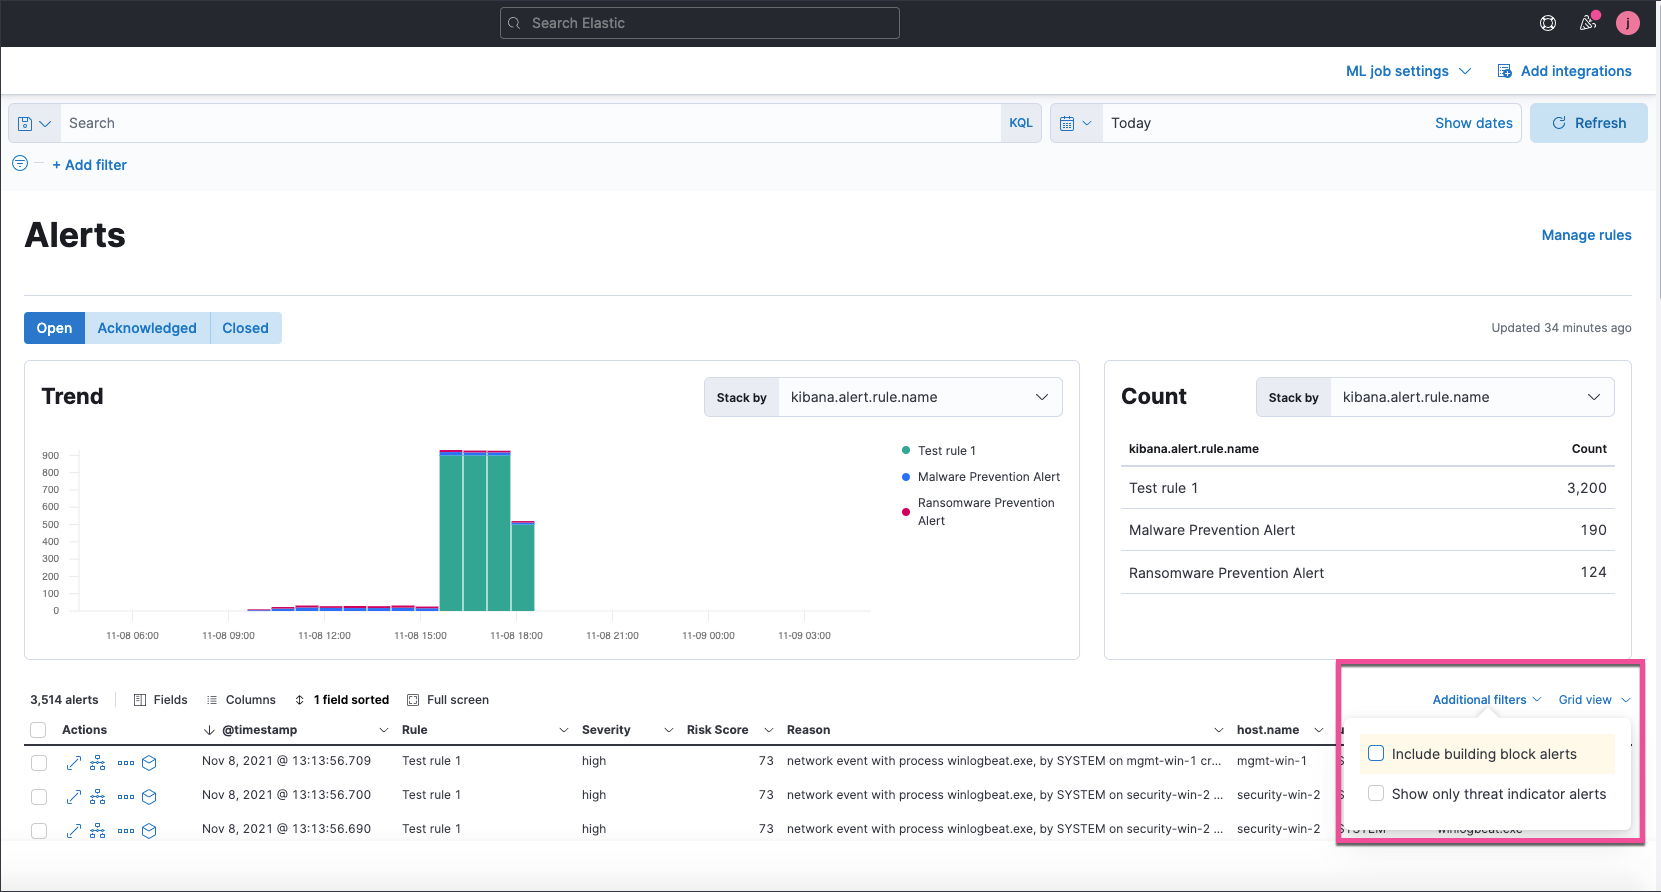 Search Elastic
j
ML job settings
Add integrations
Search
KQL
Today
Show dates
Refresh
+ Add filter
Alerts
Manage rules
Open
Acknowledged
Closed
Updated 34 minutes ago
Trend
Stack by
kibana.alert.rule.name
900
800
700
600
500
400
300
200
100
0
11-08 06:00
11-08 09:00
11-08 12:00
11-08 15:00
11-08 18:00
11-08 21:00
11-09 00:00
11-09 03:00
Test rule 1
Malware Prevention Alert
Ransomware Prevention
Alert
Count
Stack by
kibana.alert.rule.name
kibana.alert.rule.name Count
Test rule 1 3,200
Malware Prevention Alert 190
Ransomware Prevention Alert 124
3,514 alerts
Fields
Columns
1 field sorted
Full screen
Additional filters
Grid view
Actions @timestamp Rule Severity Risk Score Reason host.name
Nov 8, 2021 @ 13:13:56.709 Test rule 1 high 73 network event with process winlogbeat.exe, by SYSTEM on mgmt-win-1 cr... mgmt-win-1
Nov 8, 2021 @ 13:13:56.700 Test rule 1 high 73 network event with process winlogbeat.exe, by SYSTEM on security-win-2 ... security-win-2
Nov 8, 2021 @ 13:13:56.690 Test rule 1 high 73 network event with process winlogbeat.exe, by SYSTEM on security-win-2 ... security-win-2 SYSTEM winlogbeat.exe
Include building block alerts
Show only threat indicator alerts